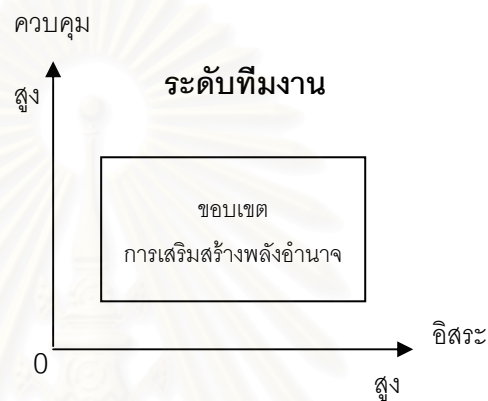 ควบคุม
สูง
ระดับทีมงาน
ขอบเขต
การเสริมสร้างพลังอำนาจ
อิสระ
0
สูง